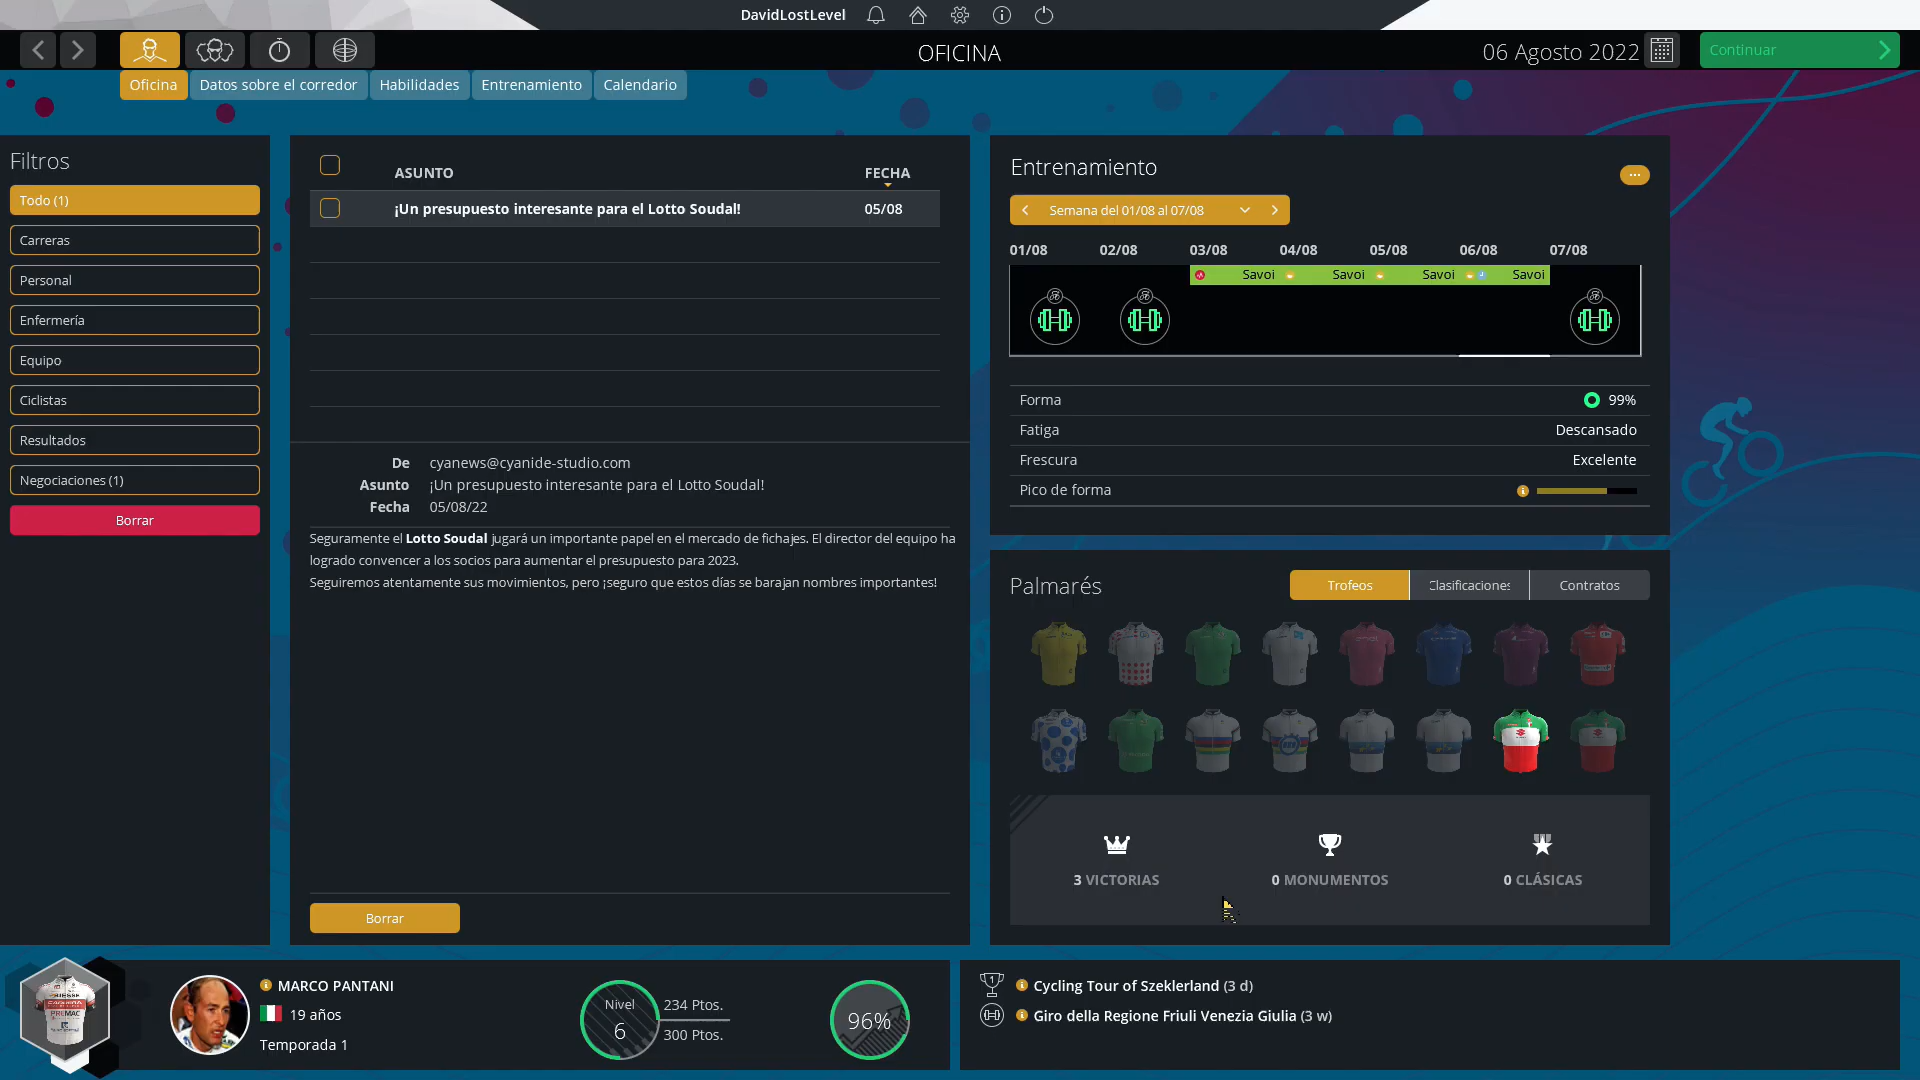 DavidLostLevel
OFICINA
06 Agosto 2022
Continuar
Oficina
Datos sobre el corredor
Habilidades
Entrenamiento
Calendario
Filtros
Todo (1)
Carreras
Personal
Enfermería
Equipo
Ciclistas
Resultados
Negociaciones (1)
Borrar
ASUNTO FECHA
¡Un presupuesto interesante para el Lotto Soudal! 05/08
De cyanews@cyanide-studio.com
Asunto ¡Un presupuesto interesante para el Lotto Soudal!
Fecha 05/08/22
Seguramente el Lotto Soudal jugará un importante papel en el mercado de fichajes. El director del equipo ha
logrado convencer a los socios para aumentar el presupuesto para 2023.
Seguiremos atentamente sus movimientos, pero ¡seguro que estos días se barajan nombres importantes!
Borrar
Entrenamiento
...
Semana del 01/08 al 07/08
01/08 02/08 03/08 04/08 05/08 06/08 07/08
Savoi Savoi Savoi Savoi
Forma 99%
Fatiga Descansado
Frescura Excelente
Pico de forma
Palmarés
Trofeos
Clasificaciones
Contratos
3 VICTORIAS
0 MONUMENTOS
0 CLÁSICAS
MARCO PANTANI
19 años
Temporada 1
Nivel
6
234 Ptos.
300 Ptos.
96%
Cycling Tour of Szeklerland (3 d)
Giro della Regione Friuli Venezia Giulia (3 w)